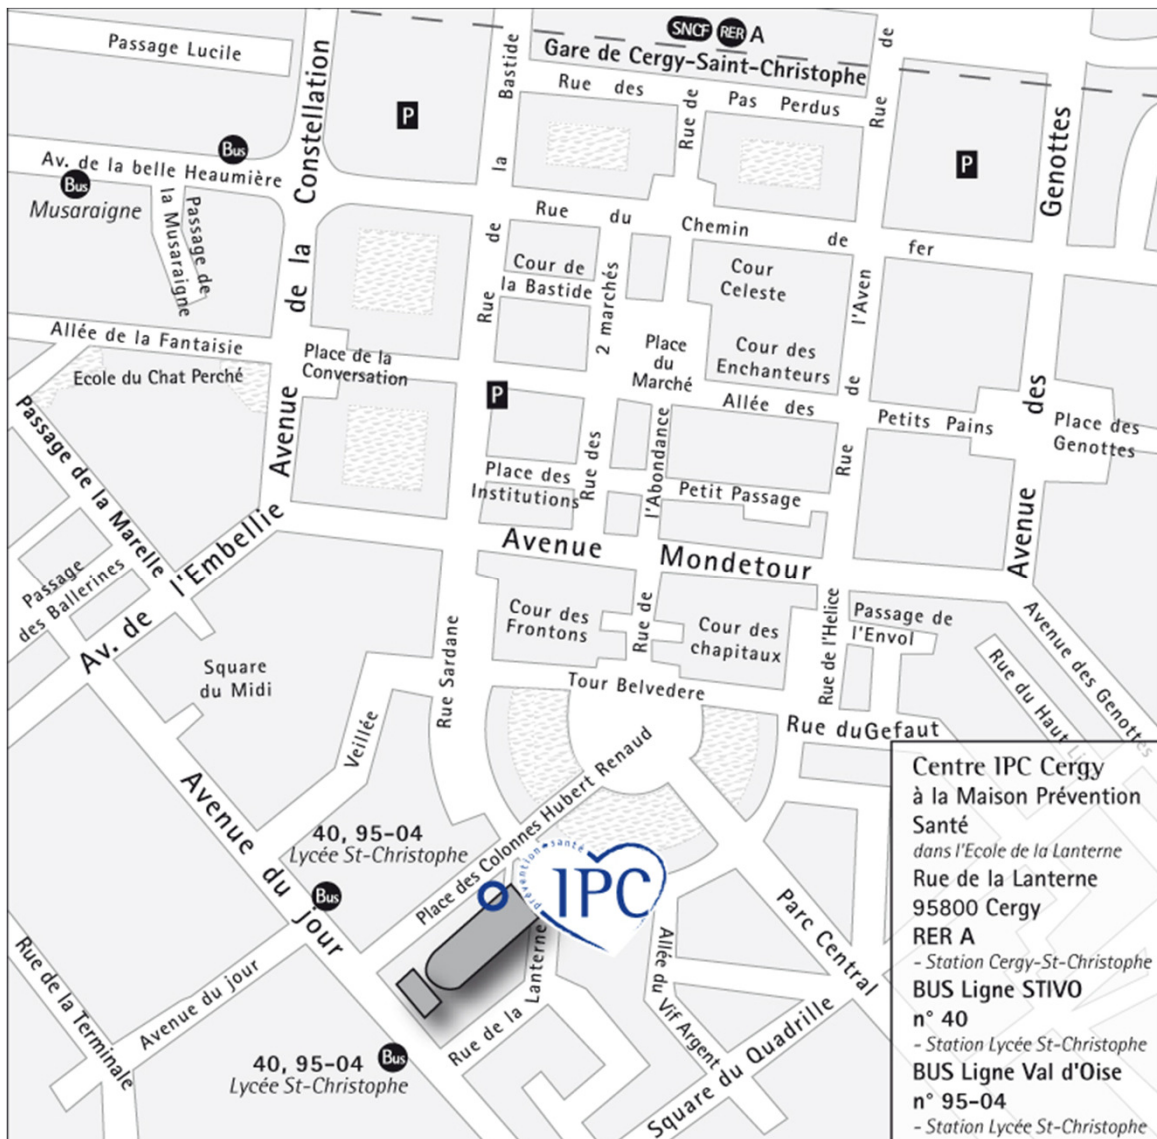 SNCF RER A
Gare de Cergy-Saint-Christophe
Passage Lucile
Constellation
de la
Avenue
Bastide
la
de
Rue
Rue des
Pas Perdus
Rue de
de
Rue
de
l'Aven
Rue
Genottes
des
Avenue
P
P
Bus
Av. de la belle Heaumière
Bus
Musaraigne
Passage de
la Musaraigne
Rue du Chemin de fer
Cour de
la Bastide
2 marchés
Rue des
Cour
Celeste
Allée de la Fantaisie
Ecole du Chat Perché
Place de la
Conversation
Place
du
Marché
Cour des
Enchanteurs
P
Allée des Petits Pains
Place des
Genottes
Passage de la Marelle
Place des
Institutions
l'Abondance
Rue de
Petit Passage
Avenue Mondetour
Passage
des Ballerines
Av. de l'Embellie
Cour des
Frontons
Cour des
chapitaux
Rue de l'Helice
Passage de
l'Envol
Avenue des Genottes
Rue du Haut
Square
du Midi
Rue Sardane
Tour Belvedere
Rue duGefaut
Veillée
Place des Colonnes Hubert Renaud
Avenue du jour
40, 95-04
Lycée St-Christophe
Bus
prévention santé
IPC
Parc Central
Rue de la Terminale
Avenue du jour
Rue de la Lanterne
Allée du Vif Argent
Square du Quadrille
40, 95-04
Lycée St-Christophe
Bus
Centre IPC Cergy
à la Maison Prévention
Santé
dans l'Ecole de la Lanterne
Rue de la Lanterne
95800 Cergy
RER A
- Station Cergy-St-Christophe
BUS Ligne STIVO
n° 40
- Station Lycée St-Christophe
BUS Ligne Val d'Oise
n° 95-04
- Station Lycée St-Christophe